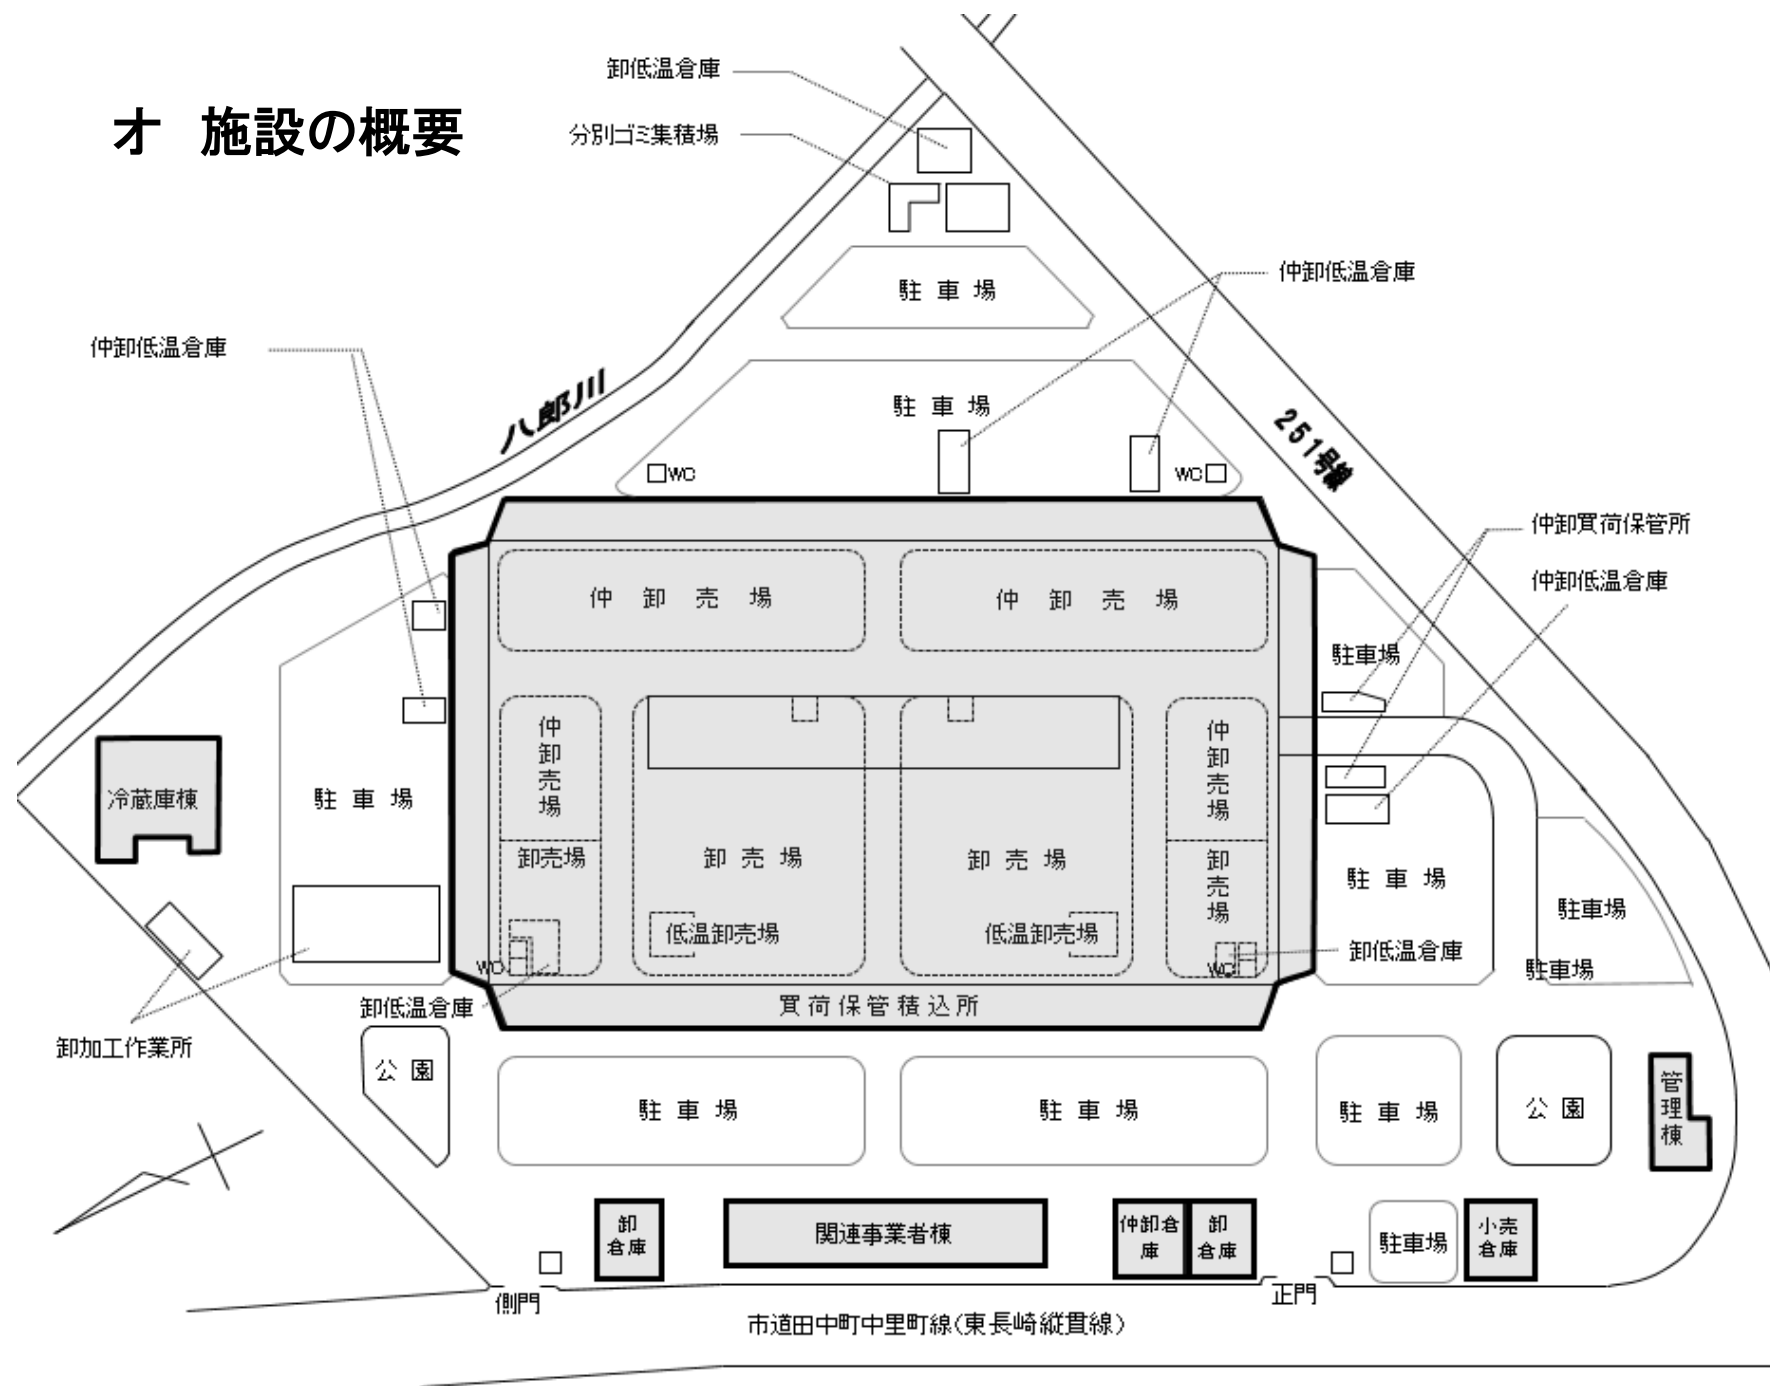 卸低温倉庫
オ 施設の概要
分別ゴミ集積場
仲卸低温倉庫
駐車場
仲卸低温倉庫
八郎川
駐車場
251号線
WC
WC
仲卸買荷保管所
仲卸低温倉庫
仲卸売場
仲卸売場
駐車場
仲卸売場
仲卸売場
冷蔵庫棟
駐車場
卸売場
卸売場
卸売場
卸売場
駐車場
駐車場
低温卸売場
低温卸売場
卸低温倉庫
WC
WC
駐車場
卸低温倉庫
買荷保管積込所
卸加工作業所
公園
駐車場
駐車場
駐車場
公園
管理棟
卸
倉庫
関連事業者棟
仲卸倉
庫
卸
倉庫
駐車場
小売
倉庫
側門
正門
市道田中町中里町線(東長崎縦貫線)